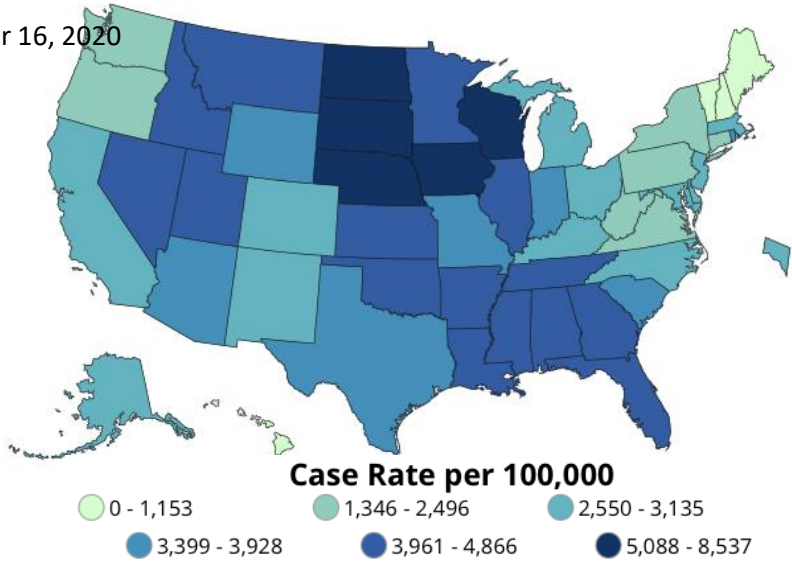 r 16, 2020
Case Rate per 100,000
0 - 1,153
1,346 - 2,496
2,550 - 3,135
3,399 - 3,928
3,961 - 4,866
5,088 - 8,537